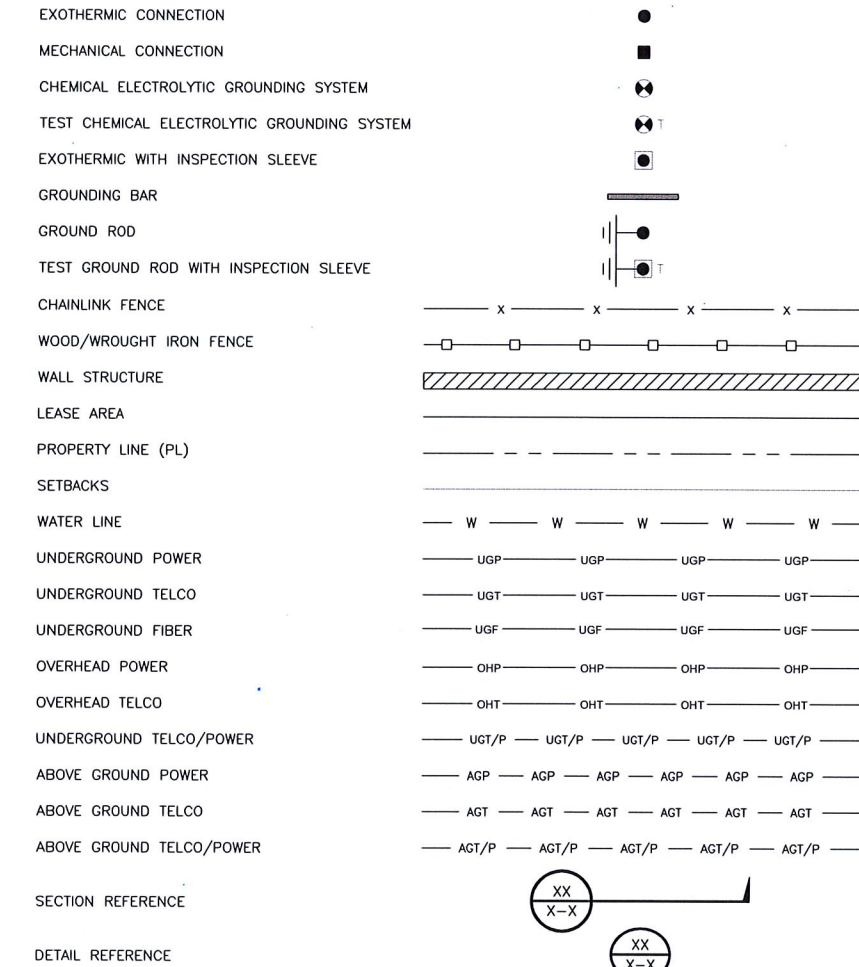 EXOTHERMIC CONNECTION
MECHANICAL CONNECTION
CHEMICAL ELECTROLYTIC GROUNDING SYSTEM
TEST CHEMICAL ELECTROLYTIC GROUNDING SYSTEM T
EXOTHERMIC WITH INSPECTION SLEEVE
GROUNDING BAR
GROUND ROD
TEST GROUND ROD WITH INSPECTION SLEEVE T
CHAINLINK FENCE X X X X
WOOD/WROUGHT IRON FENCE
WALL STRUCTURE
LEASE AREA
PROPERTY LINE (PL)
SETBACKS
WATER LINE W W W W W
UNDERGROUND POWER UGP UGP UGP UGP
UNDERGROUND TELCO UGT UGT UGT UGT
UNDERGROUND FIBER UGF UGF UGF UGF
OVERHEAD POWER OHP OHP OHP OHP
OVERHEAD TELCO OHT OHT OHT OHT
UNDERGROUND TELCO/POWER UGT/P UGT/P UGT/P UGT/P UGT/P
ABOVE GROUND POWER AGP AGP AGP AGP AGP AGP
ABOVE GROUND TELCO AGT AGT AGT AGT AGT AGT
ABOVE GROUND TELCO/POWER AGT/P AGT/P AGT/P AGT/P AGT/P
SECTION REFERENCE
XX
X-X
DETAIL REFERENCE
XX
X-X